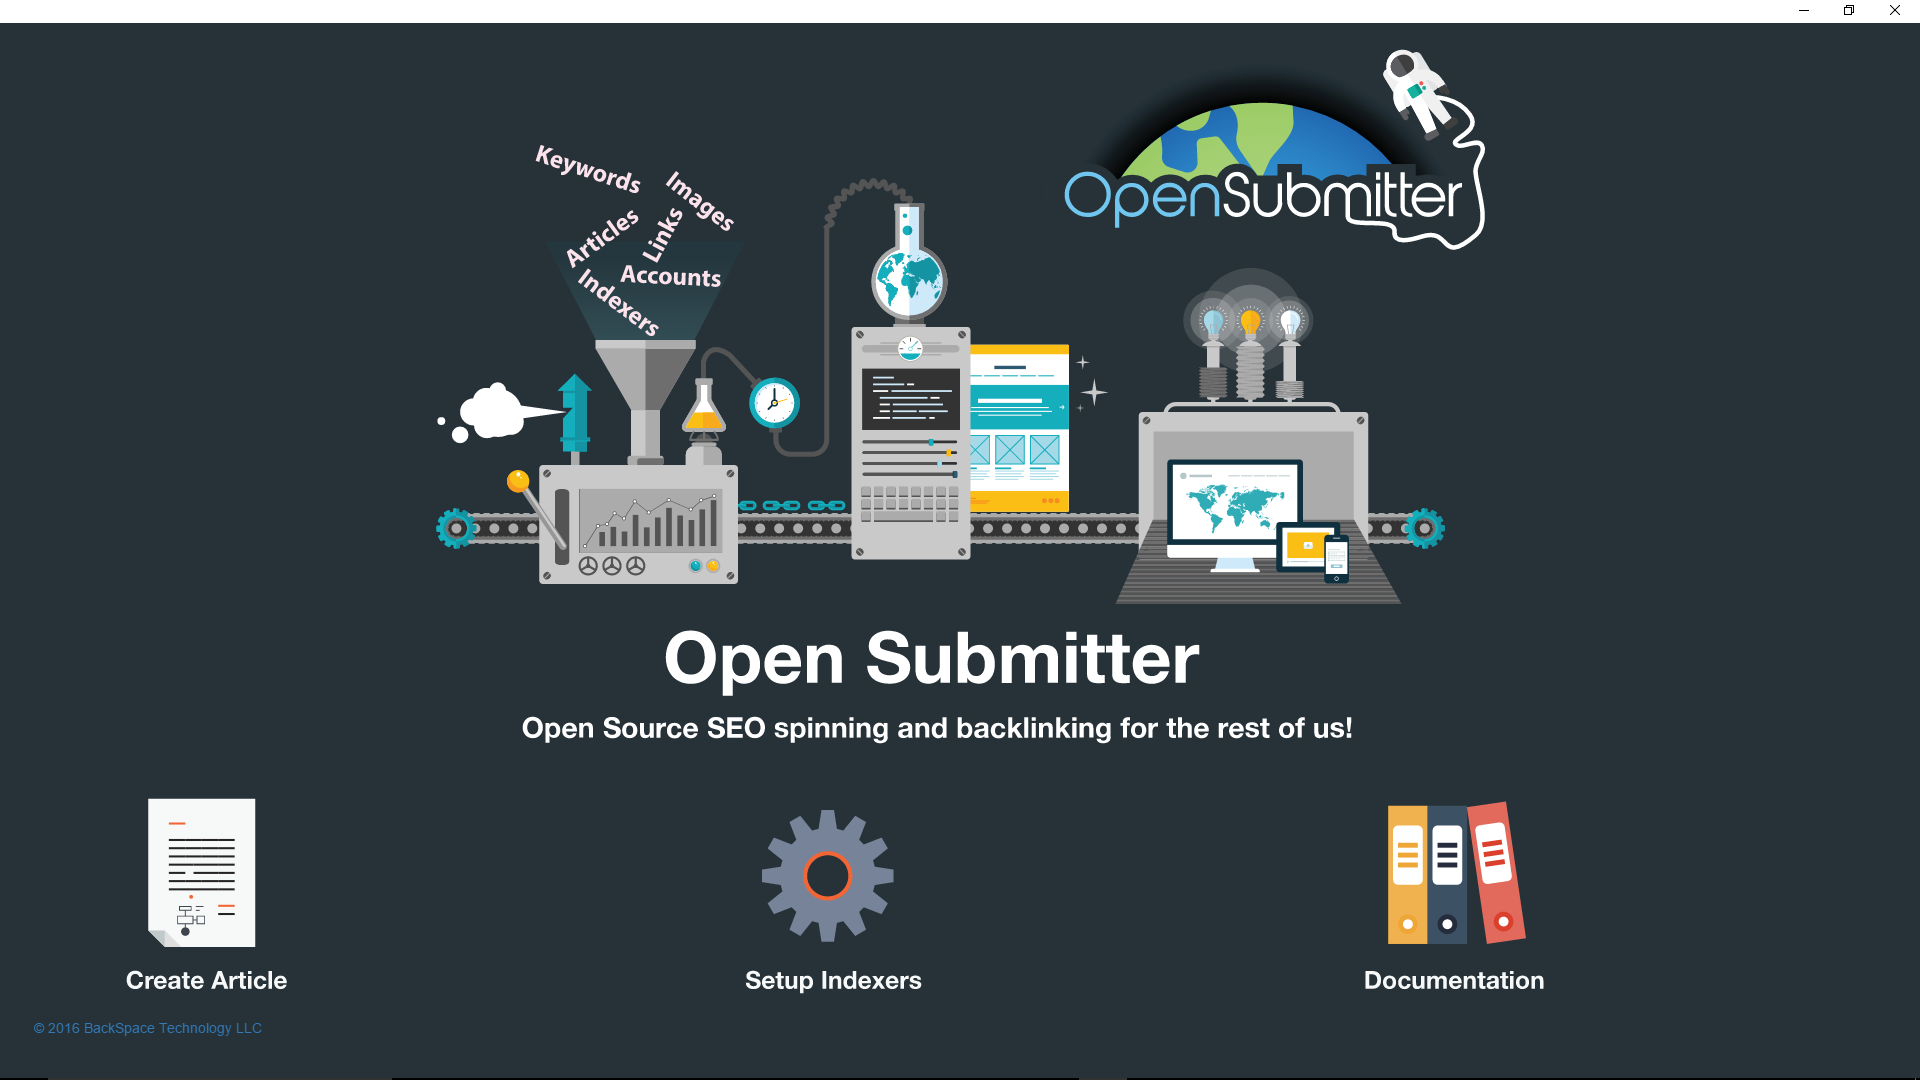 OpenSubmitter
Keywords
Images
Articles
Links
Accounts
Indexers
Open Submitter
Open Source SEO spinning and backlinking for the rest of us!
Create Article
Setup Indexers
Documentation
© 2016 BackSpace Technology LLC